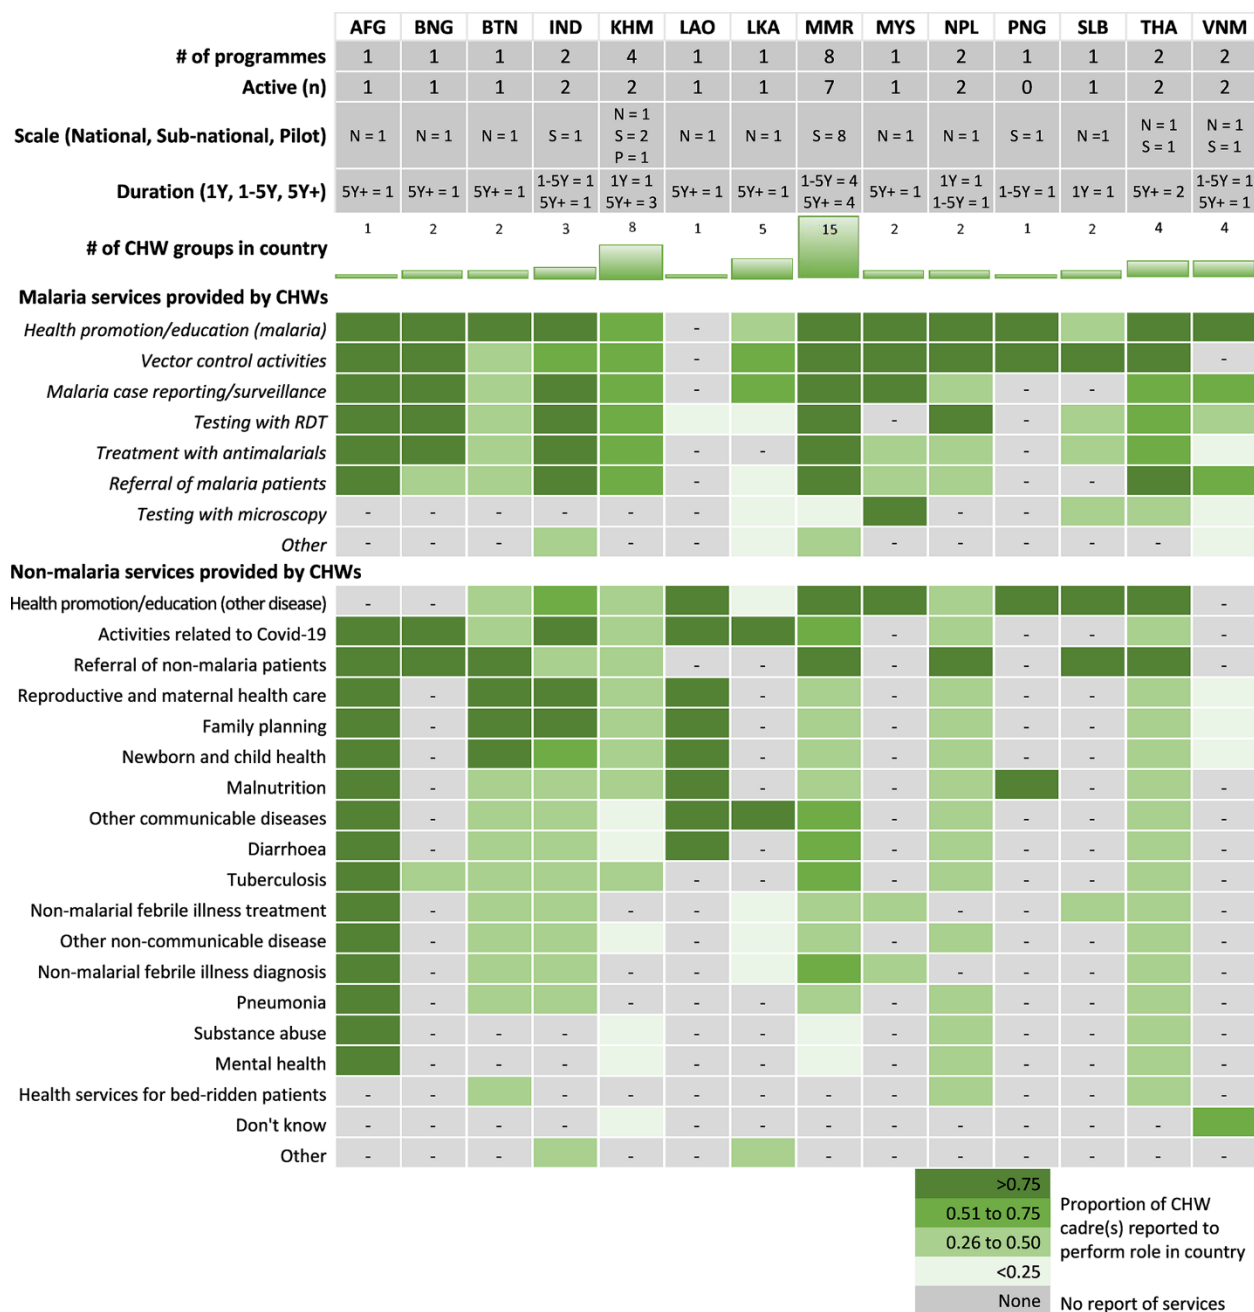 AFG BNG BTN IND KHM LAO LKA MMR MYS NPL PNG SLB THA VNM
# of programmes 1 1 1 2 4 1 1 8 1 2 1 1 2 2
Active (n) 1 1 1 2 2 1 1 7 1 2 0 1 2 2
Scale (National, Sub-national, Pilot) N = 1 N = 1 N = 1 S = 1 N = 1 S = 2 P = 1 N = 1 N = 1 S = 8 N = 1 N = 1 S = 1 N =1 N = 1 S = 1 N = 1 S = 1
Duration (1Y, 1-5Y, 5Y+) 5Y+ = 1 5Y+ = 1 5Y+ = 1 1-5Y = 1 5Y+ = 1 1Y = 1 5Y+ = 3 5Y+ = 1 5Y+ = 1 1-5Y = 4 5Y+ = 4 5Y+ = 1 1Y = 1 1-5Y = 1 1-5Y = 1 1Y = 1 5Y+ = 2 1-5Y = 1 5Y+ = 1
# of CHW groups in country 1 2 2 3 8 1 5 15 2 2 1 2 4 4
Malaria services provided by CHWs
Health promotion/education (malaria) -
Vector control activities - -
Malaria case reporting/surveillance - - -
Testing with RDT - -
Treatment with antimalarials - - -
Referral of malaria patients - - -
Testing with microscopy - - - - - - - -
Other - - - - - - - - - - -
Non-malaria services provided by CHWs
Health promotion/education (other disease) - - -
Activities related to Covid-19 - - - -
Referral of non-malaria patients - - - - -
Reproductive and maternal health care - - - - -
Family planning - - - - -
Newborn and child health - - - - -
Malnutrition - - - - -
Other communicable diseases - - - - -
Diarrhoea - - - - - -
Tuberculosis - - - - - -
Non-malarial febrile illness treatment - - - - - -
Other non-communicable disease - - - - - -
Non-malarial febrile illness diagnosis - - - - - - -
Pneumonia - - - - - - - -
Substance abuse - - - - - - - - -
Mental health - - - - - - - - -
Health services for bed-ridden patients - - - - - - - - - - -
Don't know - - - - - - - - - - - -
Other - - - - - - - - - - - -
>0.75
0.51 to 0.75
0.26 to 0.50
<0.25
None
Proportion of CHW
cadre(s) reported to
perform role in country
No report of services